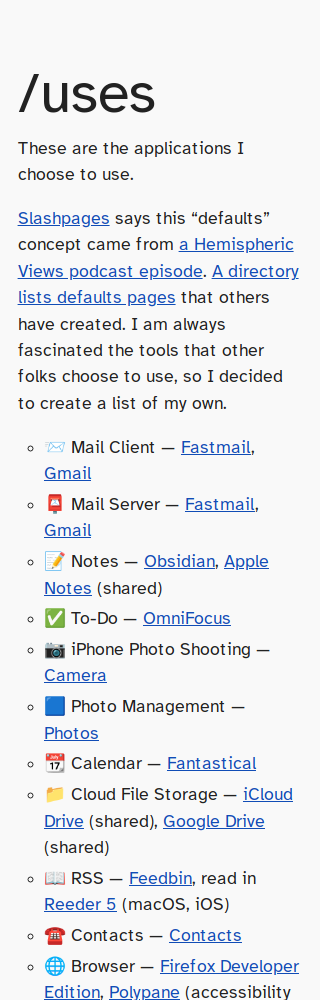 /uses
These are the applications I
choose to use.
Slashpages says this “defaults”
concept came from a Hemispheric
Views podcast episode. A directory
lists defaults pages that others
have created. I am always
fascinated the tools that other
folks choose to use, so I decided
to create a list of my own.
📨 Mail Client — Fastmail,
Gmail
📮 Mail Server — Fastmail,
Gmail
📝 Notes — Obsidian, Apple
Notes (shared)
✅ To-Do — OmniFocus
📷 iPhone Photo Shooting —
Camera
🟦 Photo Management —
Photos
📆 Calendar — Fantastical
📁 Cloud File Storage — iCloud
Drive (shared), Google Drive
(shared)
📖 RSS — Feedbin, read in
Reeder 5 (macOS, iOS)
☎️ Contacts — Contacts
🌐 Browser — Firefox Developer
Edition, Polypane (accessibility